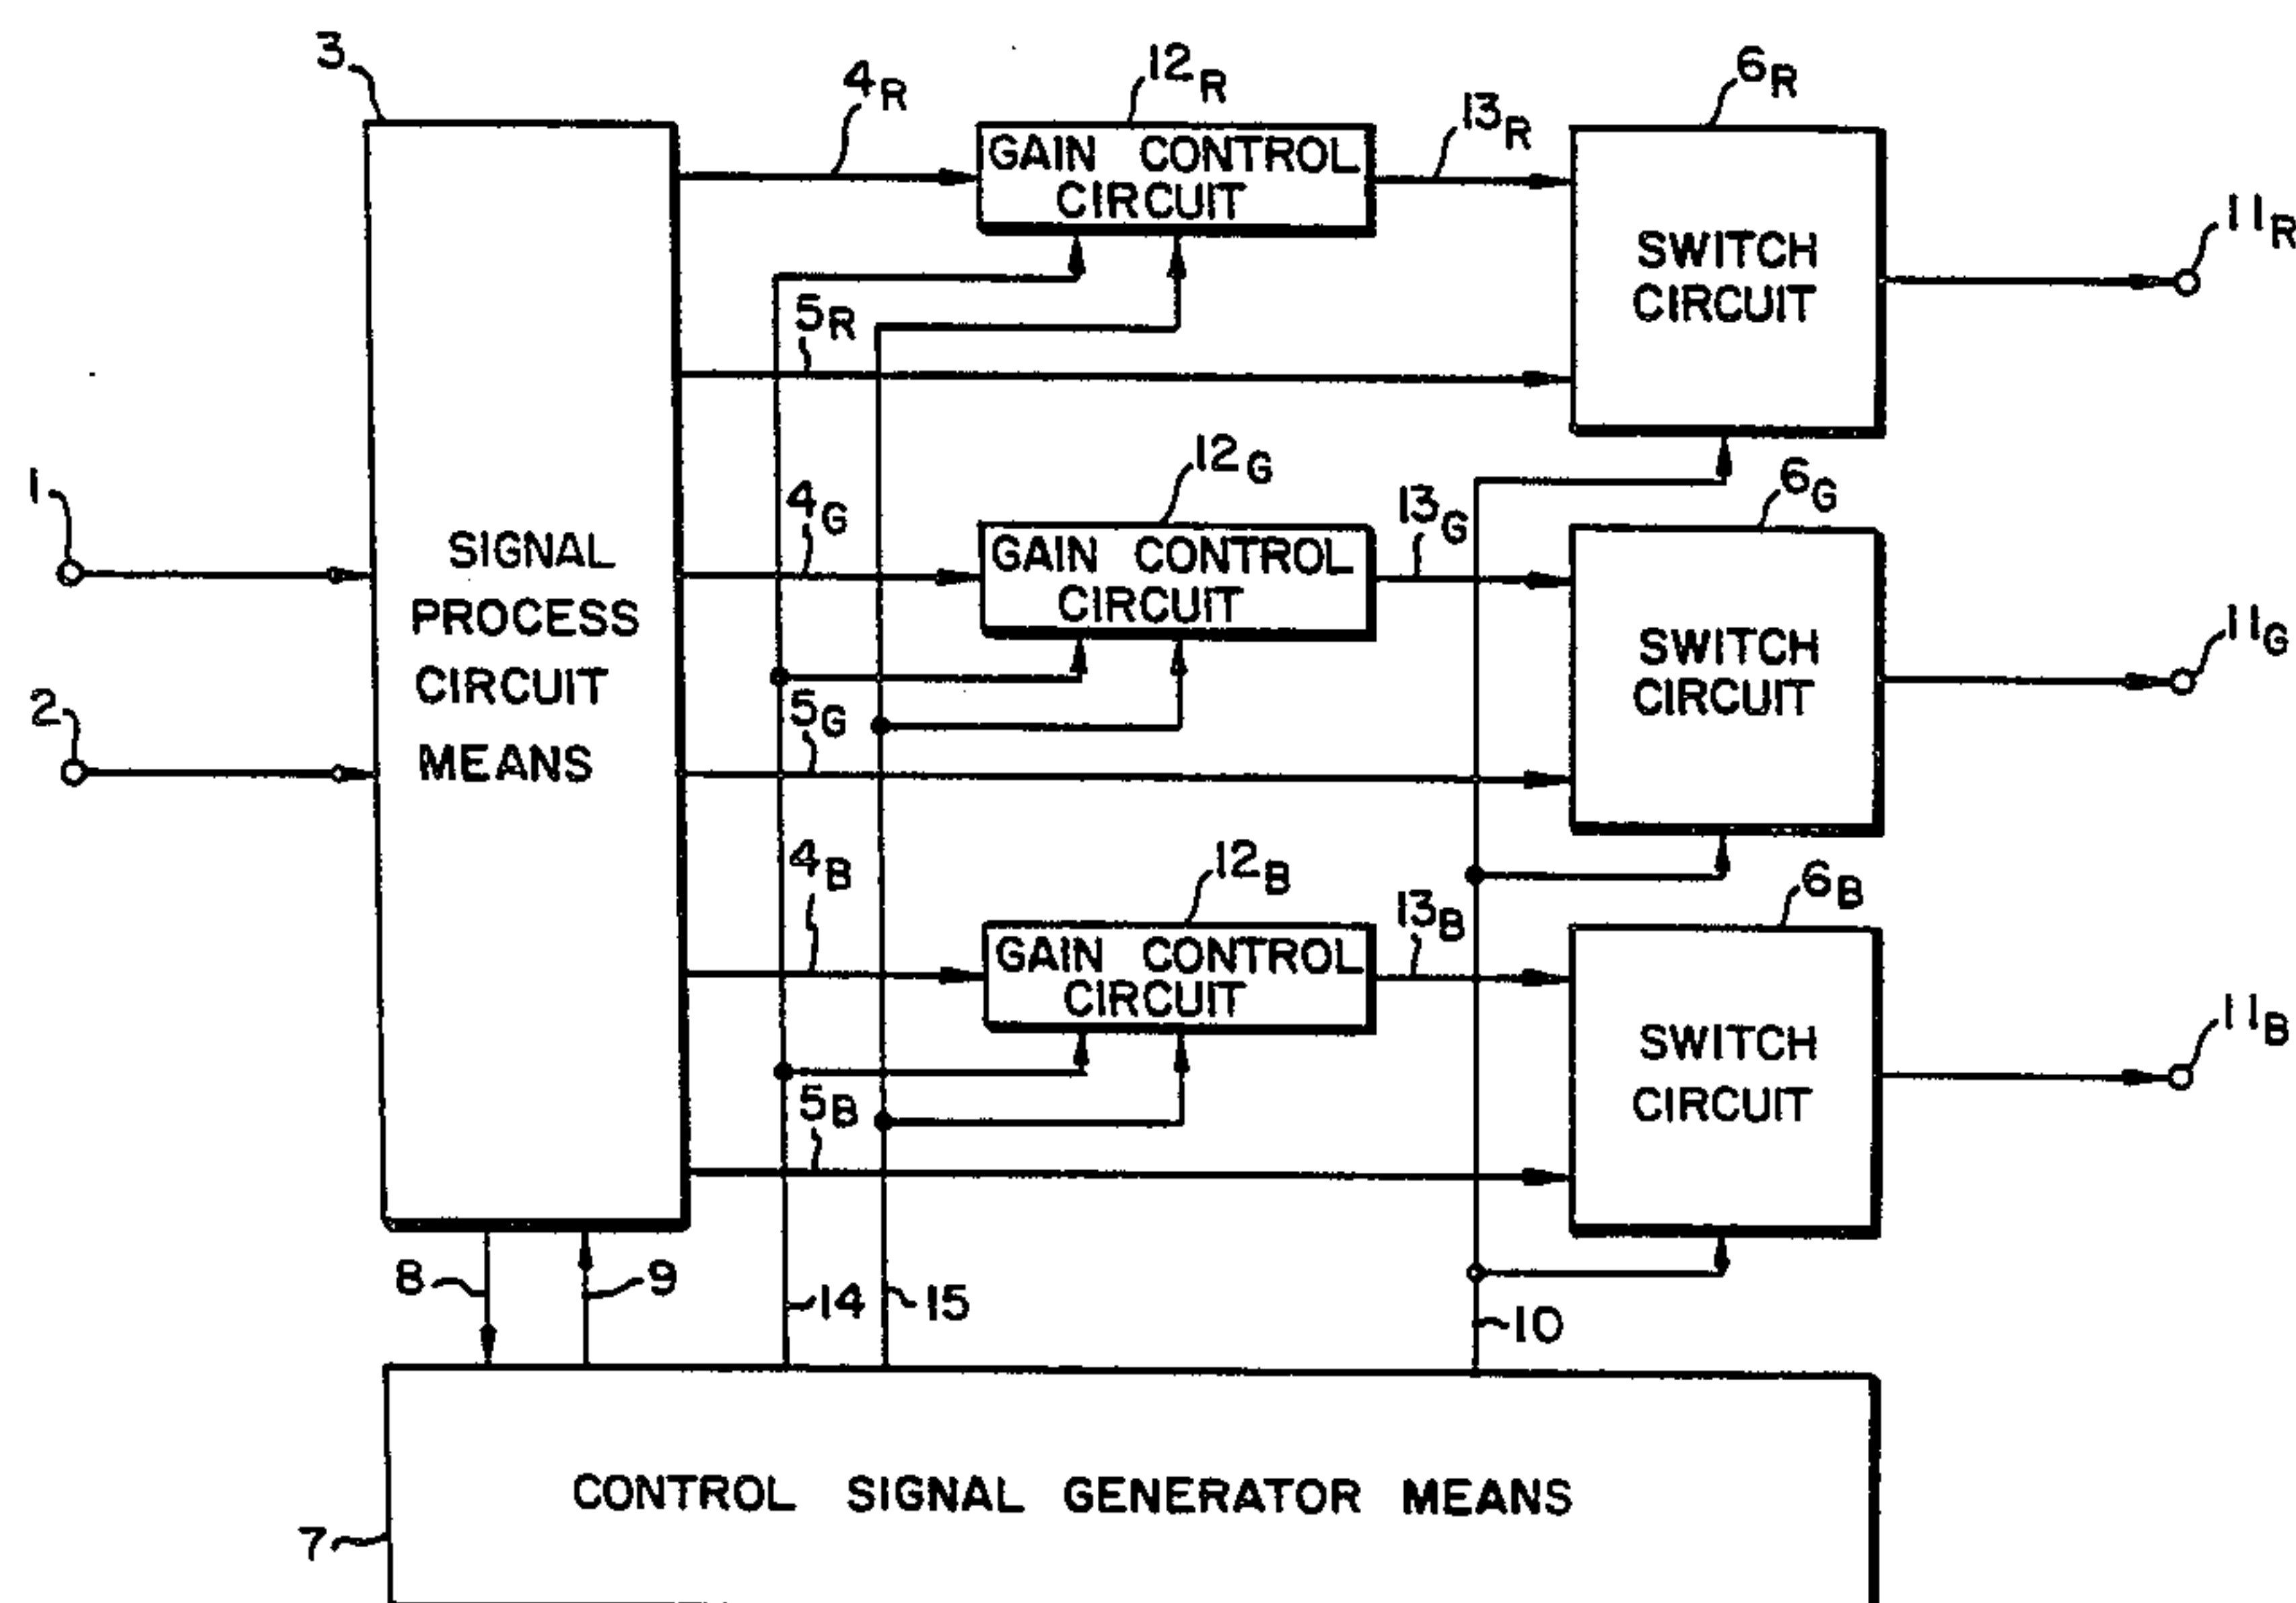 3
4R
12R
13R
6R
GAIN CONTROL
CIRCUIT
SWITCH
CIRCUIT
11R
5R
1
4G
12G
13G
6G
SIGNAL
PROCESS
CIRCUIT
MEANS
GAIN CONTROL
CIRCUIT
SWITCH
CIRCUIT
11G
2
5G
4B
12B
13B
6B
GAIN CONTROL
CIRCUIT
SWITCH
CIRCUIT
11B
5B
8
9
14
15
10
CONTROL SIGNAL GENERATOR MEANS
7